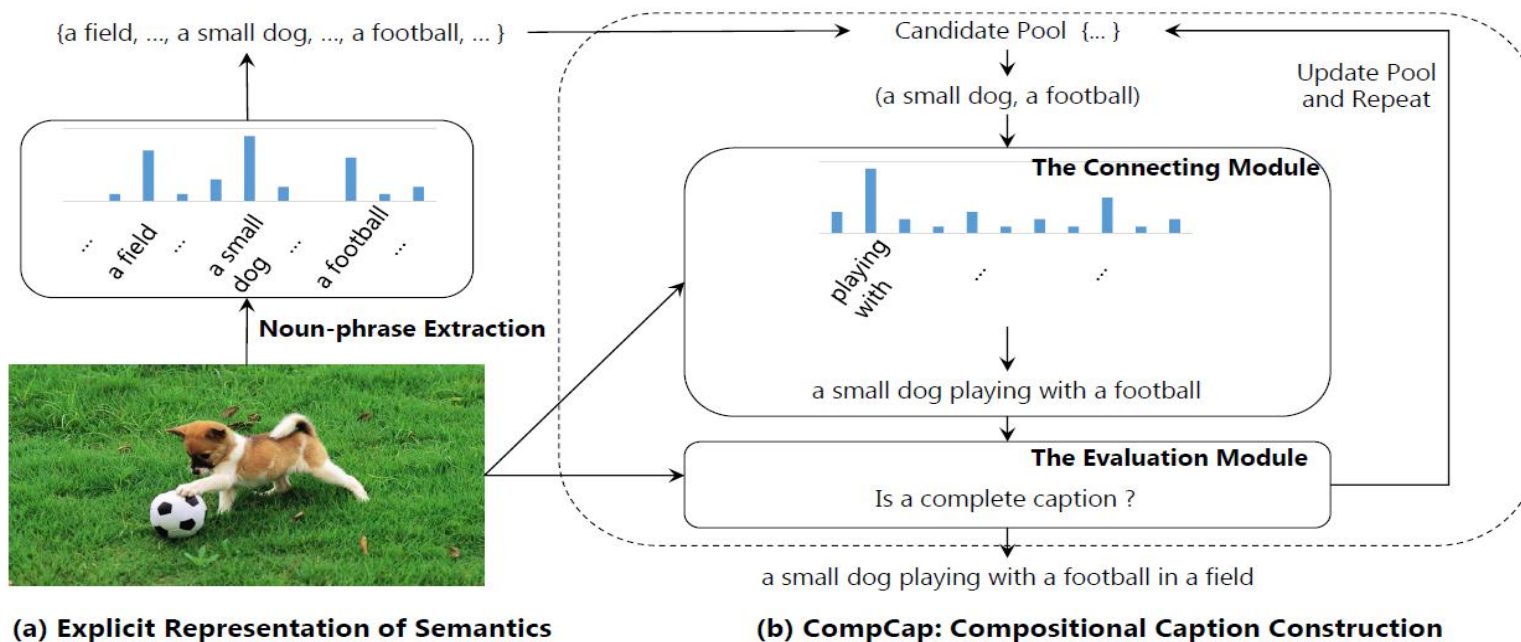 {a field, ..., a small dog, ..., a football, ... }
Candidate Pool {... }
Update Pool
and Repeat
(a small dog, a football)
The Connecting Module
...
a field
...
a small
dog
...
a football
...
playing
with
...
...
Noun-phrase Extraction
a small dog playing with a football
The Evaluation Module
Is a complete caption ?
a small dog playing with a football in a field
(a) Explicit Representation of Semantics
(b) CompCap: Compositional Caption Construction